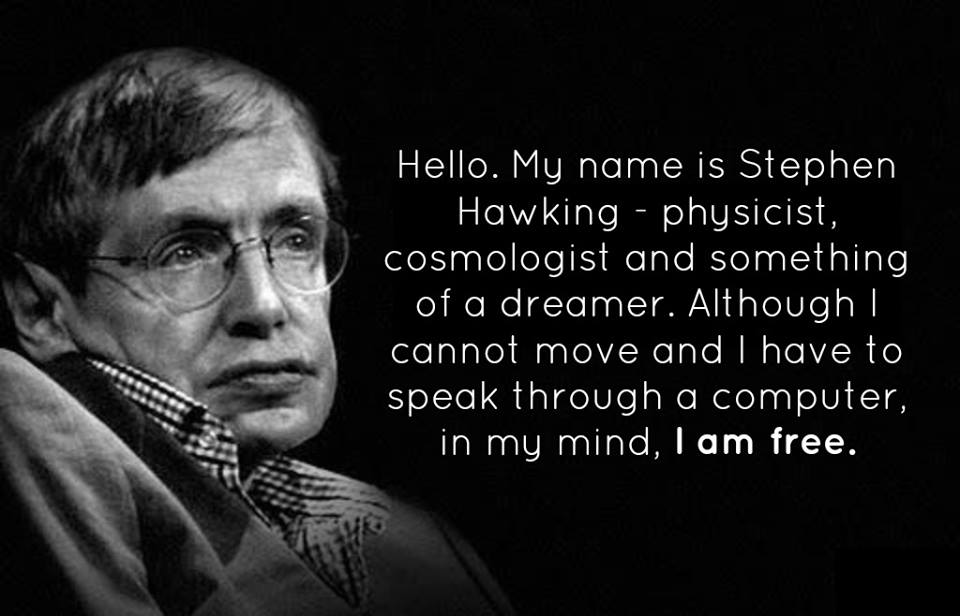 Hello. My name is Stephen
Hawking - physicist,
cosmologist and something
of a dreamer. Although I
cannot move and I have to
speak through a computer,
in my mind, I am free.